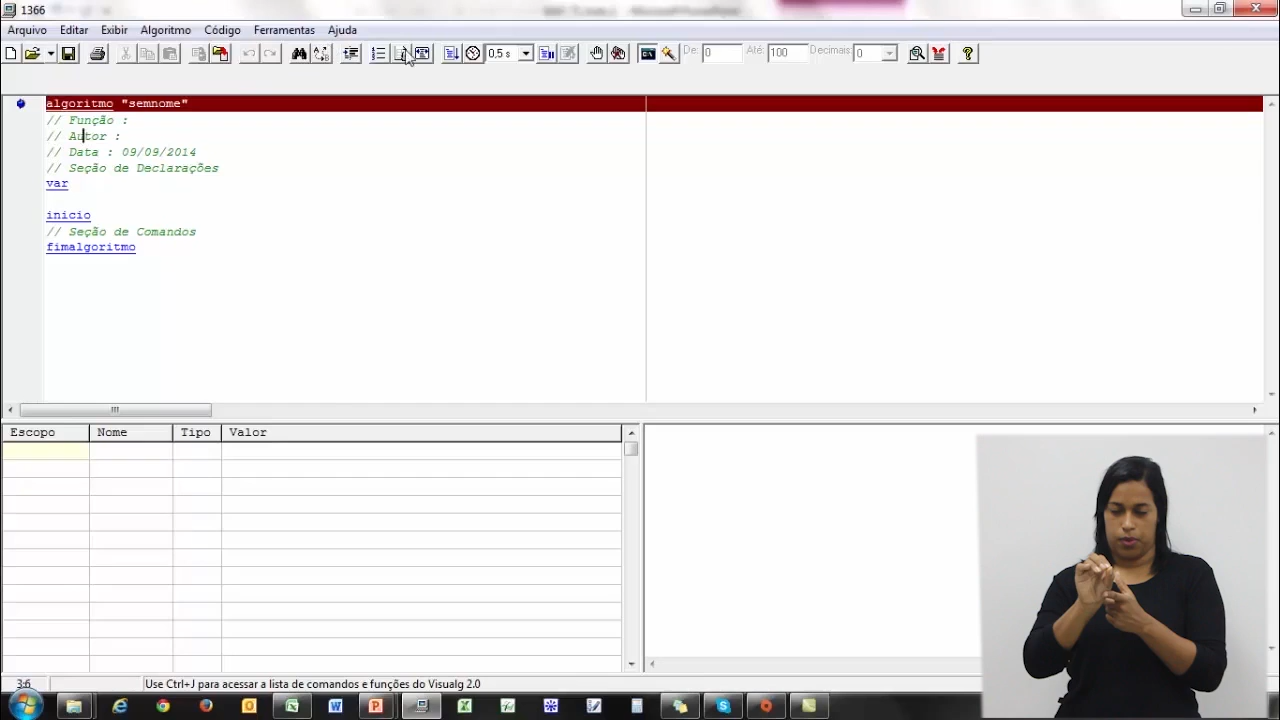 1366
Arquivo Editar Exibir Algoritmo Código Ferramentas Ajuda
0,5 s De: 0 Até: 100 Decimais: 0
algoritmo "semnome"
// Função :
// Autor :
// Data : 09/09/2014
// Seção de Declarações
var
inicio
// Seção de Comandos
fimalgoritmo
Escopo Nome Tipo Valor
3:6 Use Ctrl+J para acessar a lista de comandos e funções do Visualg 2.0